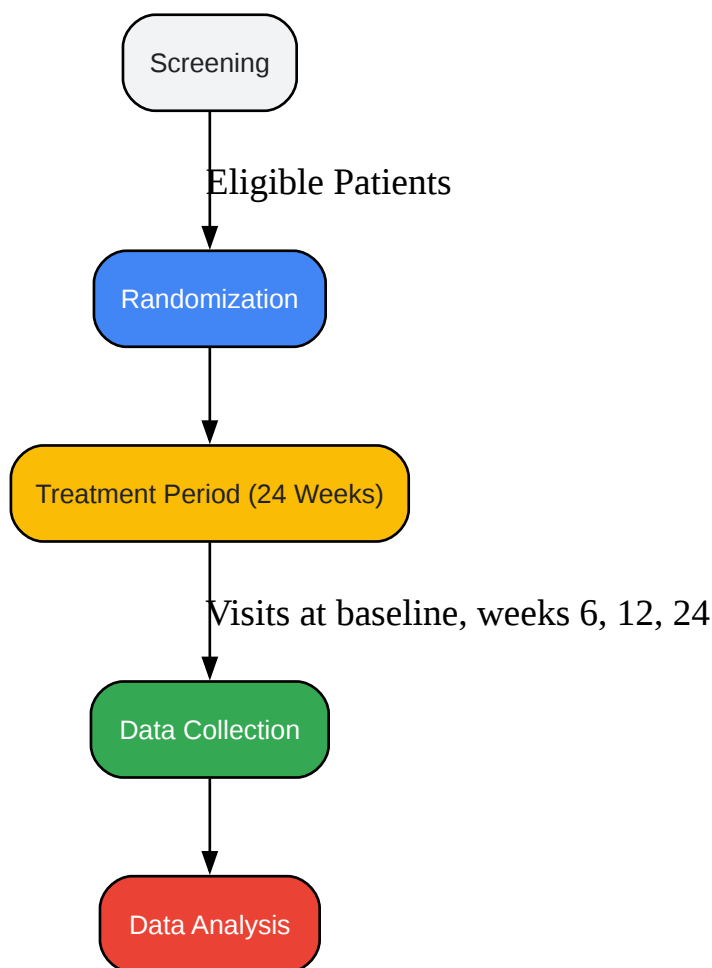 Screening
Eligible Patients
Randomization
Treatment Period (24 Weeks)
Visits at baseline, weeks 6, 12, 24
Data Collection
Data Analysis